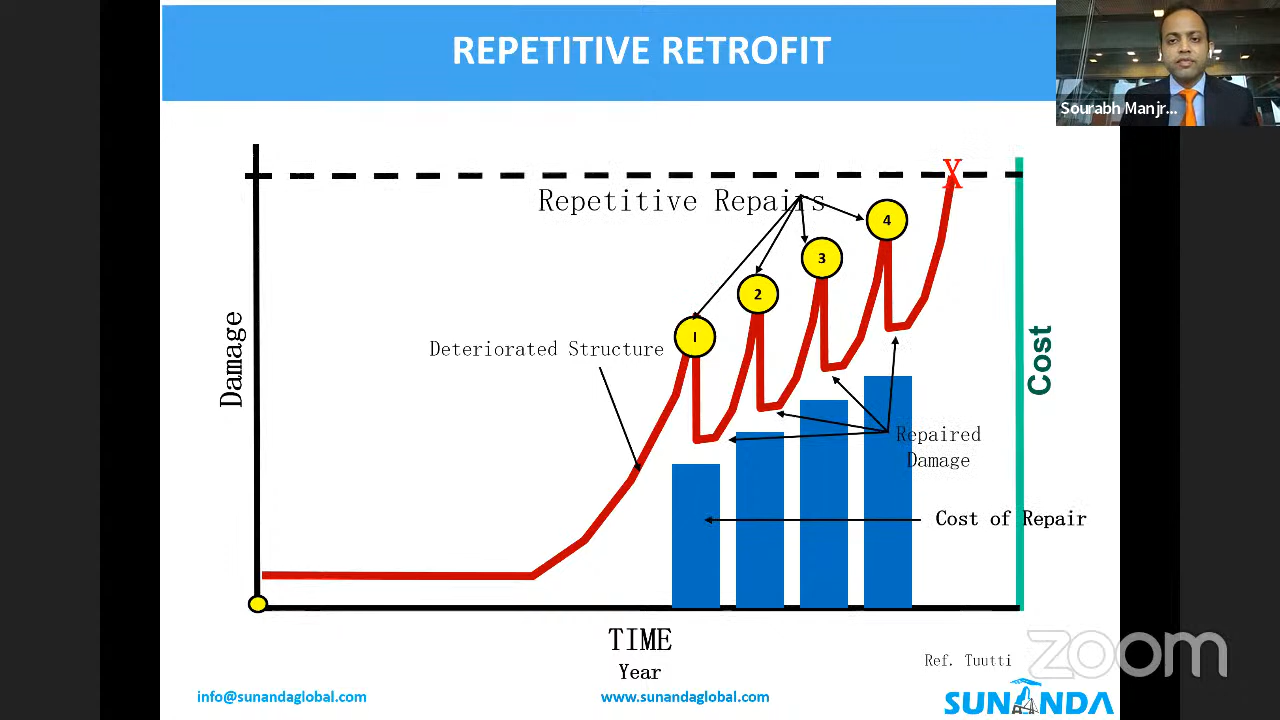 REPETITIVE RETROFIT
Sourabh Manjr...
X
Repetitive Repairs
4
3
2
1
Deteriorated Structure
Damage
Cost
Repaired
Damage
Cost of Repair
TIME
Year
Ref. Tuutti
zoom
info@sunandaglobal.com
www.sunandaglobal.com
SUNANDA